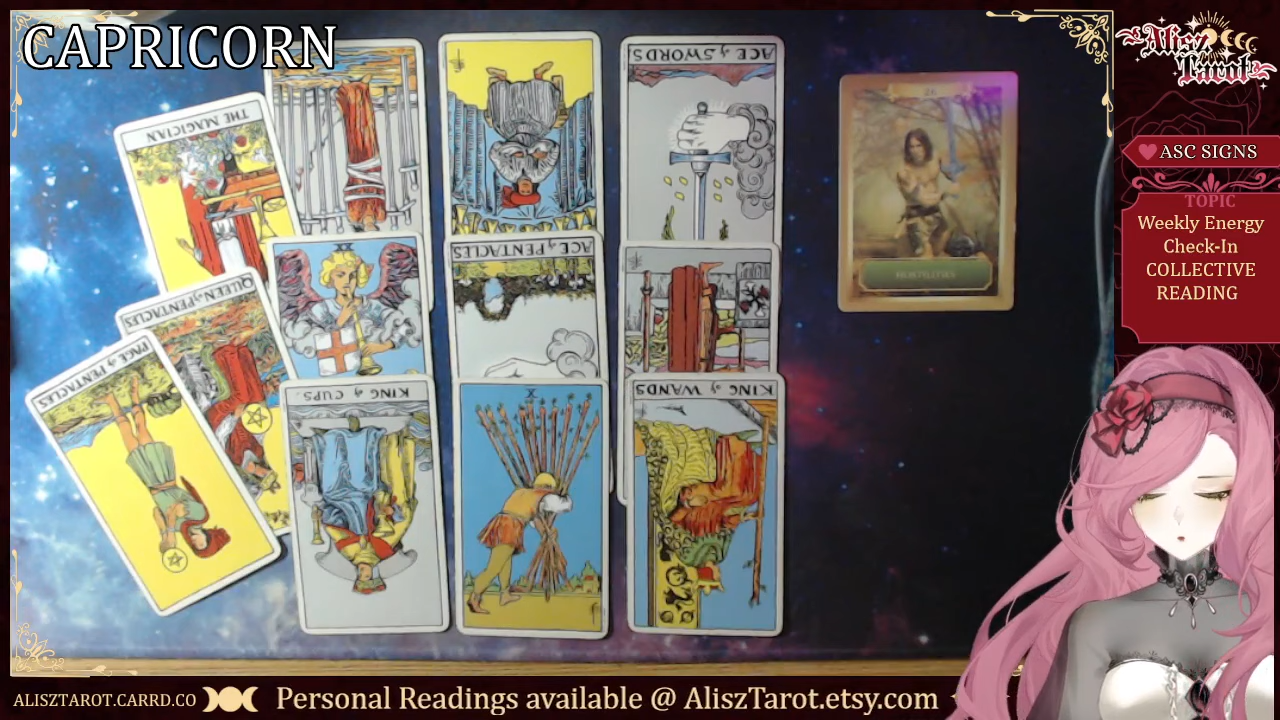 CAPRICORN
Alisz
Tarot
ASC SIGNS
TOPIC
Weekly Energy
Check-In
COLLECTIVE
READING
THE MAGICIAN
ACE of SWORDS
26
QUEEN of PENTACLES
XX
ACE of PENTACLES
PAGE of PENTACLES
KING of CUPS.
X
KING of WANDS
ALISZTAROT.CARRD.CO
Personal Readings available @ AliszTarot.etsy.com